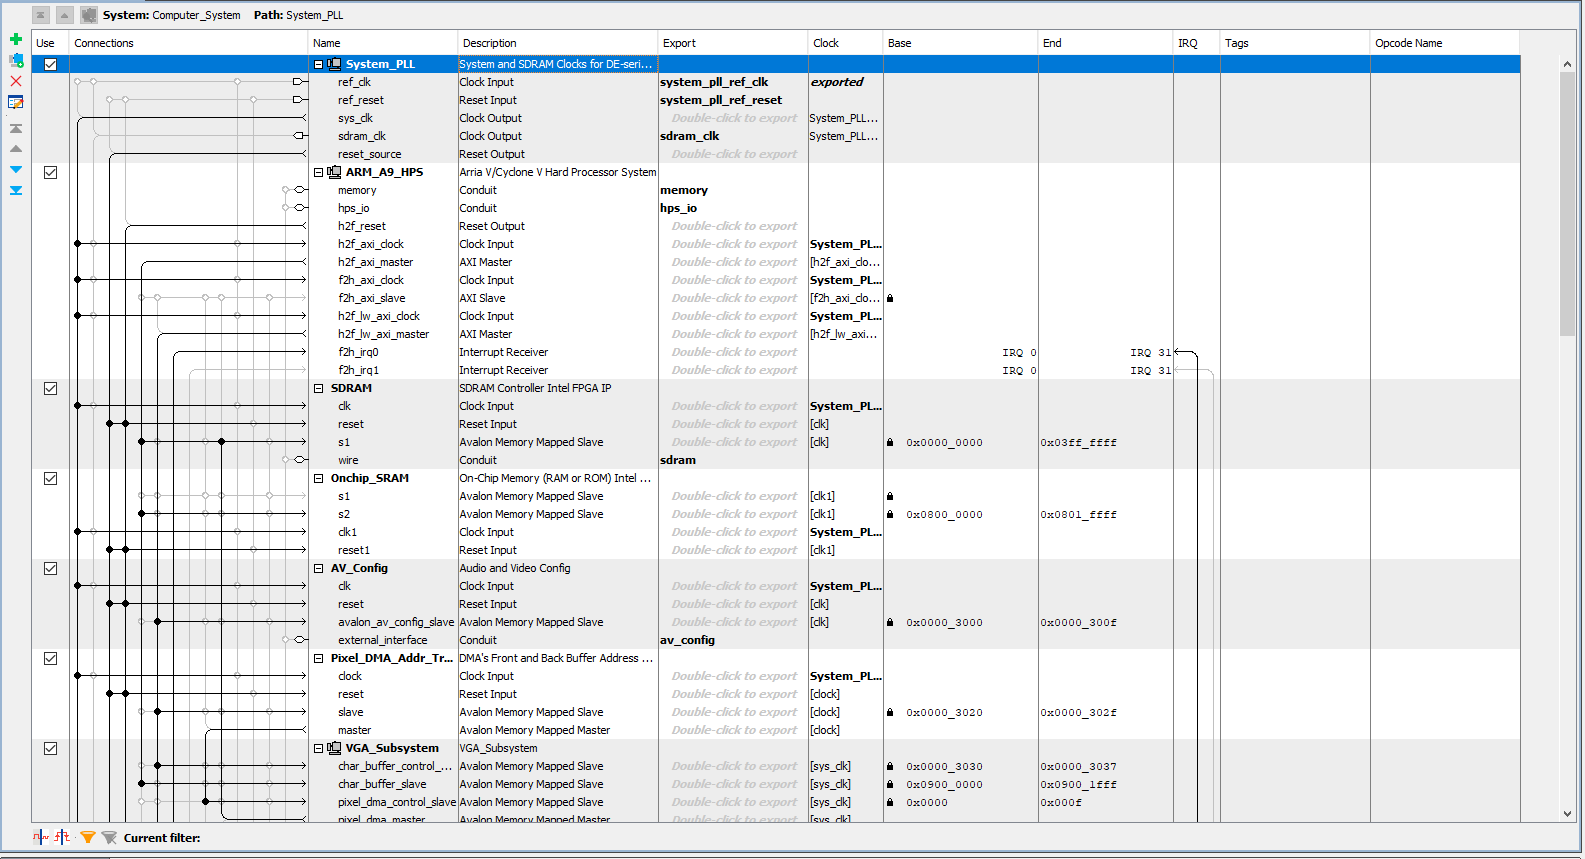 System: Computer_System Path: System_PLL
Use Connections Name Description Export Clock Base End IRQ Tags Opcode Name
System_PLL System and SDRAM Clocks for DE-seri...
ref_clk Clock Input system_pll_ref_clk exported
ref_reset Reset Input system_pll_ref_reset
sys_clk Clock Output Double-click to export System_PLL...
sdram_clk Clock Output sdram_clk System_PLL...
reset_source Reset Output Double-click to export
ARM_A9_HPS Arria V/Cyclone V Hard Processor System
memory Conduit memory
hps_io Conduit hps_io
h2f_reset Reset Output Double-click to export
h2f_axi_clock Clock Input Double-click to export System_PL...
h2f_axi_master AXI Master Double-click to export [h2f_axi_clo...
f2h_axi_clock Clock Input Double-click to export System_PL...
f2h_axi_slave AXI Slave Double-click to export [f2h_axi_clo...
h2f_lw_axi_clock Clock Input Double-click to export System_PL...
h2f_lw_axi_master AXI Master Double-click to export [h2f_lw_axi...
f2h_irq0 Interrupt Receiver Double-click to export IRQ 0 IRQ 31
f2h_irq1 Interrupt Receiver Double-click to export IRQ 0 IRQ 31
SDRAM SDRAM Controller Intel FPGA IP
clk Clock Input Double-click to export System_PL...
reset Reset Input Double-click to export [clk]
s1 Avalon Memory Mapped Slave Double-click to export [clk] 0x0000_0000 0x03ff_ffff
wire Conduit sdram
Onchip_SRAM On-Chip Memory (RAM or ROM) Intel ...
s1 Avalon Memory Mapped Slave Double-click to export [clk1]
s2 Avalon Memory Mapped Slave Double-click to export [clk1] 0x0800_0000 0x0801_ffff
clk1 Clock Input Double-click to export System_PL...
reset1 Reset Input Double-click to export [clk1]
AV_Config Audio and Video Config
clk Clock Input Double-click to export System_PL...
reset Reset Input Double-click to export [clk]
avalon_av_config_slave Avalon Memory Mapped Slave Double-click to export [clk] 0x0000_3000 0x0000_300f
external_interface Conduit av_config
Pixel_DMA_Addr_Tr... DMA's Front and Back Buffer Address ...
clock Clock Input Double-click to export System_PL...
reset Reset Input Double-click to export [clock]
slave Avalon Memory Mapped Slave Double-click to export [clock] 0x0000_3020 0x0000_302f
master Avalon Memory Mapped Master Double-click to export [clock]
VGA_Subsystem VGA_Subsystem
char_buffer_control_... Avalon Memory Mapped Slave Double-click to export [sys_clk] 0x0000_3030 0x0000_3037
char_buffer_slave Avalon Memory Mapped Slave Double-click to export [sys_clk] 0x0900_0000 0x0900_1fff
pixel_dma_control_slave Avalon Memory Mapped Slave Double-click to export [sys_clk] 0x0000 0x000f
pixel_dma_master Avalon Memory Mapped Master Double-click to export [sys_clk]
Current filter: